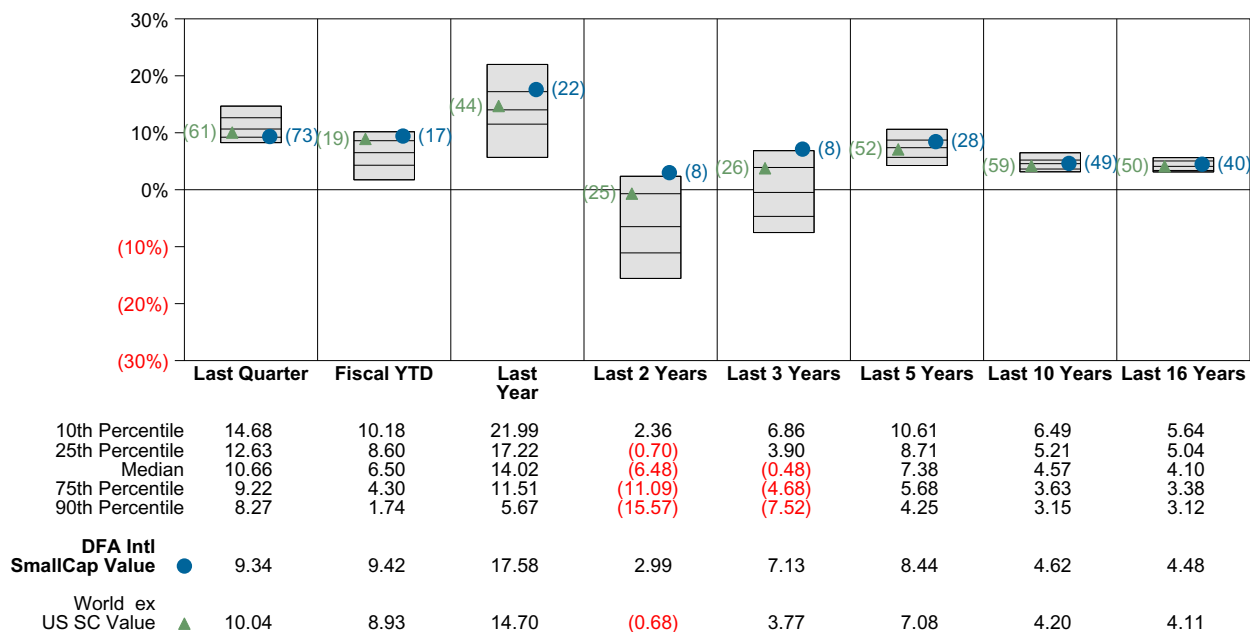 30%
20%
10%
0%
(10%)
(20%)
(30%)
(61) (73) (19) (17) (44) (22) (25) (8) (26) (8) (52) (28) (59) (49) (50) (40)
Last Quarter Fiscal YTD Last Year Last 2 Years Last 3 Years Last 5 Years Last 10 Years Last 16 Years
10th Percentile 14.68 10.18 21.99 2.36 6.86 10.61 6.49 5.64
25th Percentile 12.63 8.60 17.22 (0.70) 3.90 8.71 5.21 5.04
Median 10.66 6.50 14.02 (6.48) (0.48) 7.38 4.57 4.10
75th Percentile 9.22 4.30 11.51 (11.09) (4.68) 5.68 3.63 3.38
90th Percentile 8.27 1.74 5.67 (15.57) (7.52) 4.25 3.15 3.12
DFA Intl
SmallCap Value 9.34 9.42 17.58 2.99 7.13 8.44 4.62 4.48
World ex
US SC Value 10.04 8.93 14.70 (0.68) 3.77 7.08 4.20 4.11